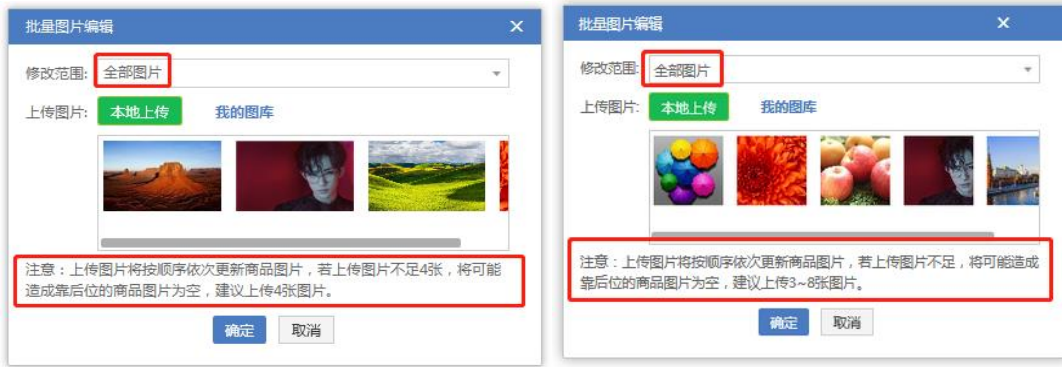 批量图片编辑
修改范围: 全部图片
上传图片: 本地上传 我的图库
注意：上传图片将按顺序依次更新商品图片，若上传图片不足4张，将可能
造成靠后位的商品图片为空，建议上传4张图片。
确定 取消
批量图片编辑
修改范围: 全部图片
上传图片: 本地上传 我的图库
注意：上传图片将按顺序依次更新商品图片，若上传图片不足，将可能造成
靠后位的商品图片为空，建议上传3~8张图片。
确定 取消